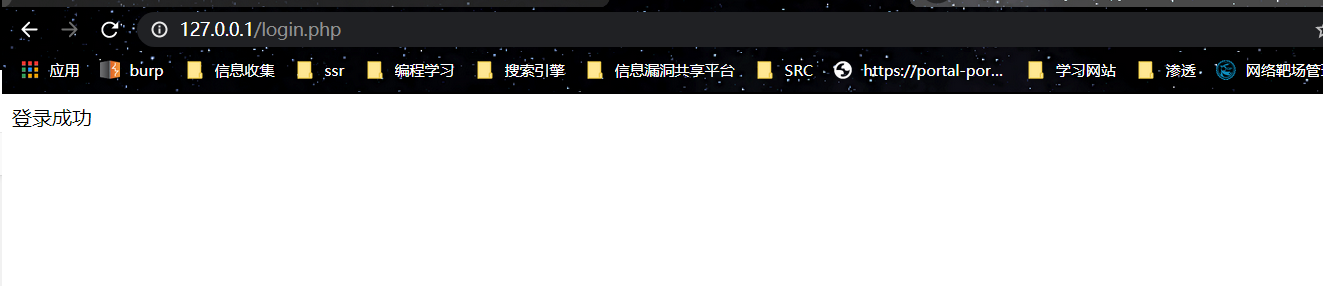 127.0.0.1/login.php
应用 burp 信息收集 ssr 编程学习 搜索引擎 信息漏洞共享平台 SRC https://portal-por... 学习网站 渗透 网络靶场管
登录成功